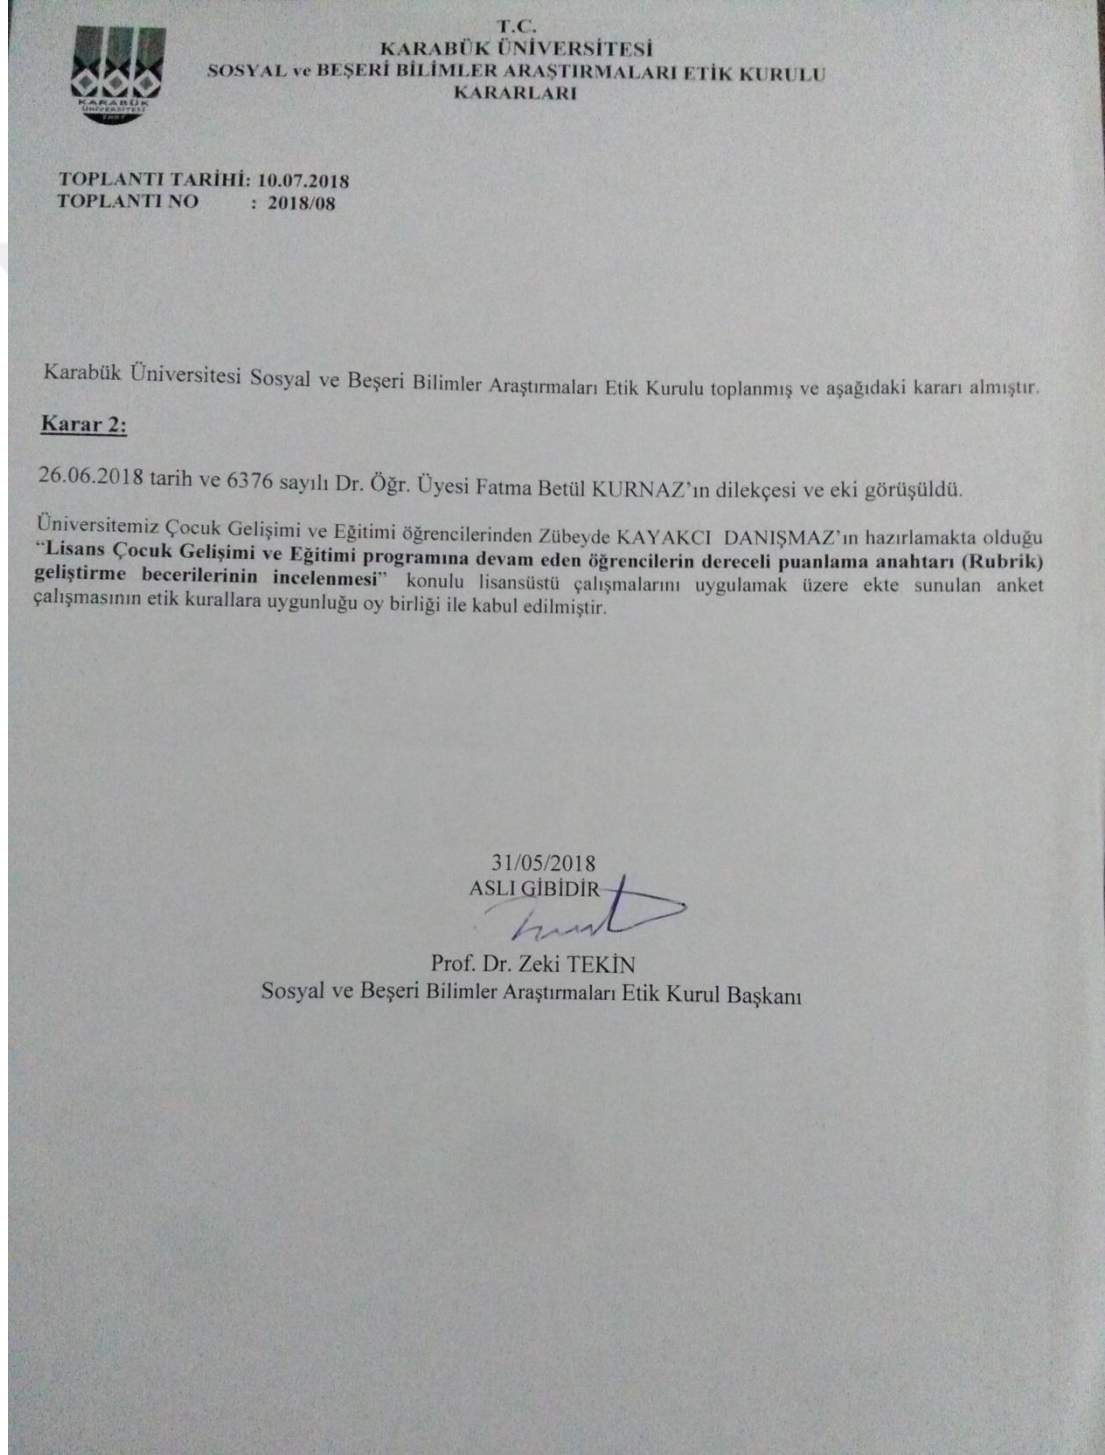 T.C.
KARABÜK ÜNİVERSİTESİ
SOSYAL ve BEŞERİ BİLİMLER ARAŞTIRMALARI ETİK KURULU
KARARLARI
KARABÜK
ÜNİVERSİTESİ
2007
TOPLANTI TARİHİ: 10.07.2018
TOPLANTI NO : 2018/08
Karabük Üniversitesi Sosyal ve Beşeri Bilimler Araştırmaları Etik Kurulu toplanmış ve aşağıdaki kararı almıştır.
Karar 2:
26.06.2018 tarih ve 6376 sayılı Dr. Öğr. Üyesi Fatma Betül KURNAZ’ın dilekçesi ve eki görüşüldü.
Üniversitemiz Çocuk Gelişimi ve Eğitimi öğrencilerinden Zübeyde KAYAKCI DANIŞMAZ’ın hazırlamakta olduğu
“Lisans Çocuk Gelişimi ve Eğitimi programına devam eden öğrencilerin dereceli puanlama anahtarı (Rubrik)
geliştirme becerilerinin incelenmesi” konulu lisansüstü çalışmalarını uygulamak üzere ekte sunulan anket
çalışmasının etik kurallara uygunluğu oy birliği ile kabul edilmiştir.
31/05/2018
ASLI GİBİDİR
Prof. Dr. Zeki TEKİN
Sosyal ve Beşeri Bilimler Araştırmaları Etik Kurul Başkanı